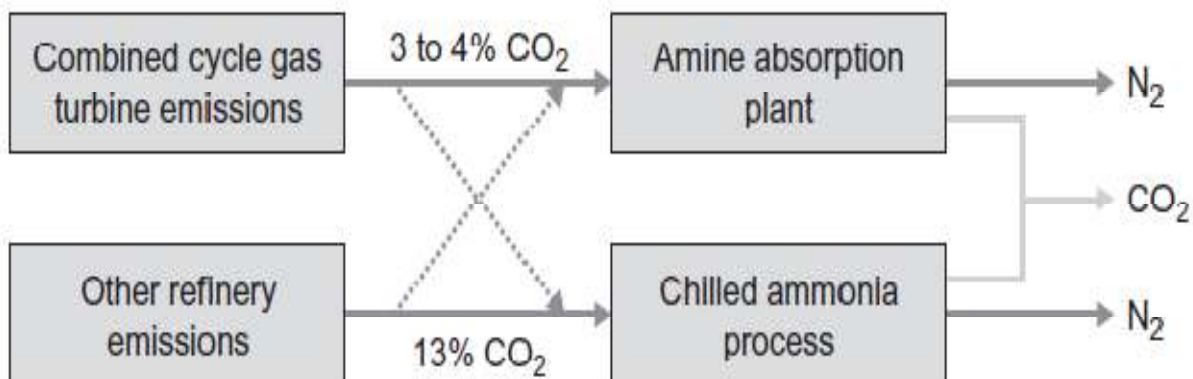 Combined cycle gas
turbine emissions
3 to 4% CO₂
Amine absorption
plant
N₂
CO₂
Other refinery
emissions
13% CO₂
Chilled ammonia
process
N₂